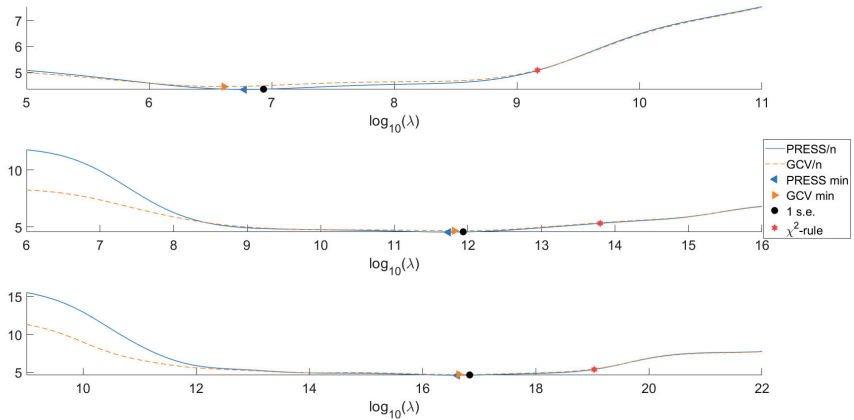 7
6
5
5 6 7 8 9 10 11
log10(λ)
10
5
6 7 8 9 10 11 12 13 14 15 16
log10(λ)
PRESS/n
GCV/n
PRESS min
GCV min
1 s.e.
χ²-rule
15
10
5
10 12 14 16 18 20 22
log10(λ)